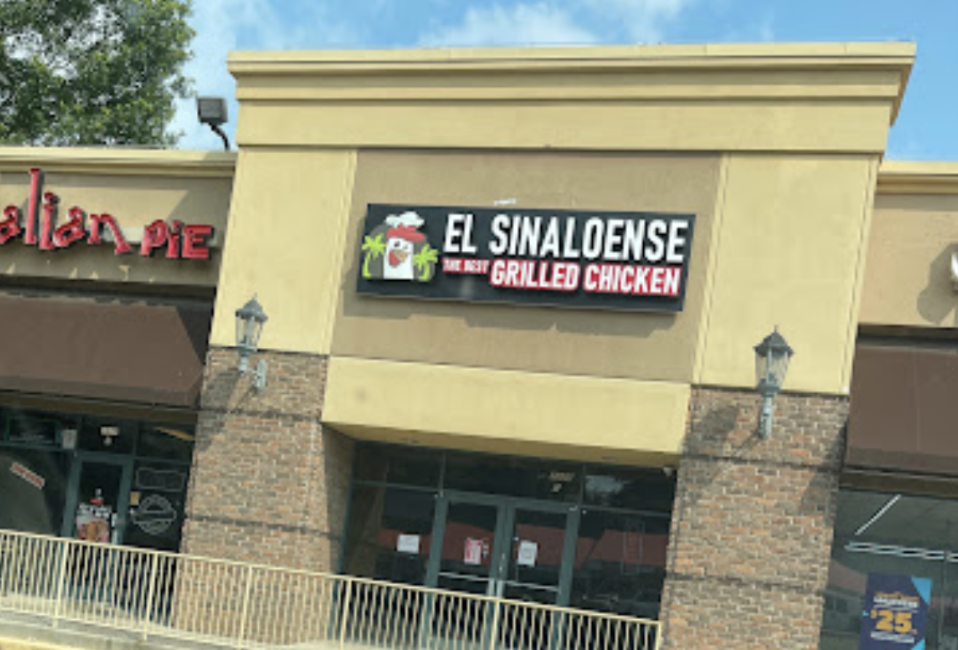 alian PiE
EL SINALOENSE
THE BEST GRILLED CHICKEN
$25